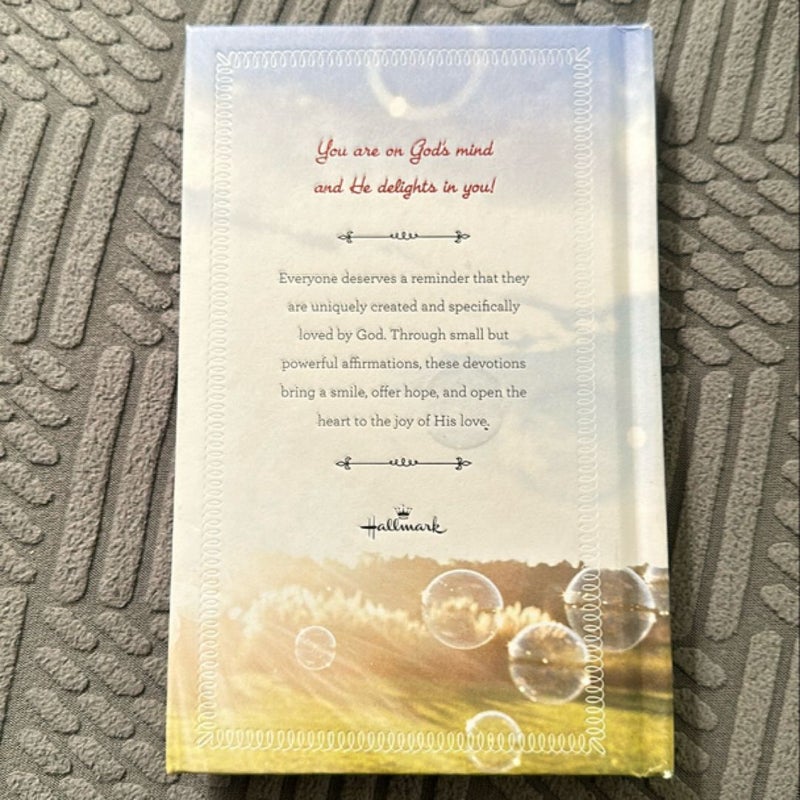 You are on God's mind
and He delights in you!
Everyone deserves a reminder that they
are uniquely created and specifically
loved by God. Through small but
powerful affirmations, these devotions
bring a smile, offer hope, and open the
heart to the joy of His love.
Hallmark